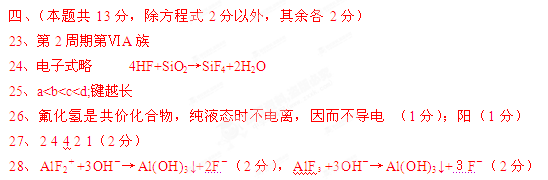 四、（本题共 13 分，除方程式 2 分以外，其余各 2 分）
23、第 2 周期第ⅥA 族
24、电子式略 4HF+SiO₂→SiF₄+2H₂O
25、a<b<c<d;键越长
26、氟化氢是共价化合物，纯液态时不电离，因而不导电 （1 分）；阳（1 分）
27、2 4 4 2 1（2 分）
28、AlF₂⁺+3OH⁻→Al(OH)₃↓+2F⁻（2 分），AlF₃+3OH⁻→Al(OH)₃↓+3F⁻（2 分）